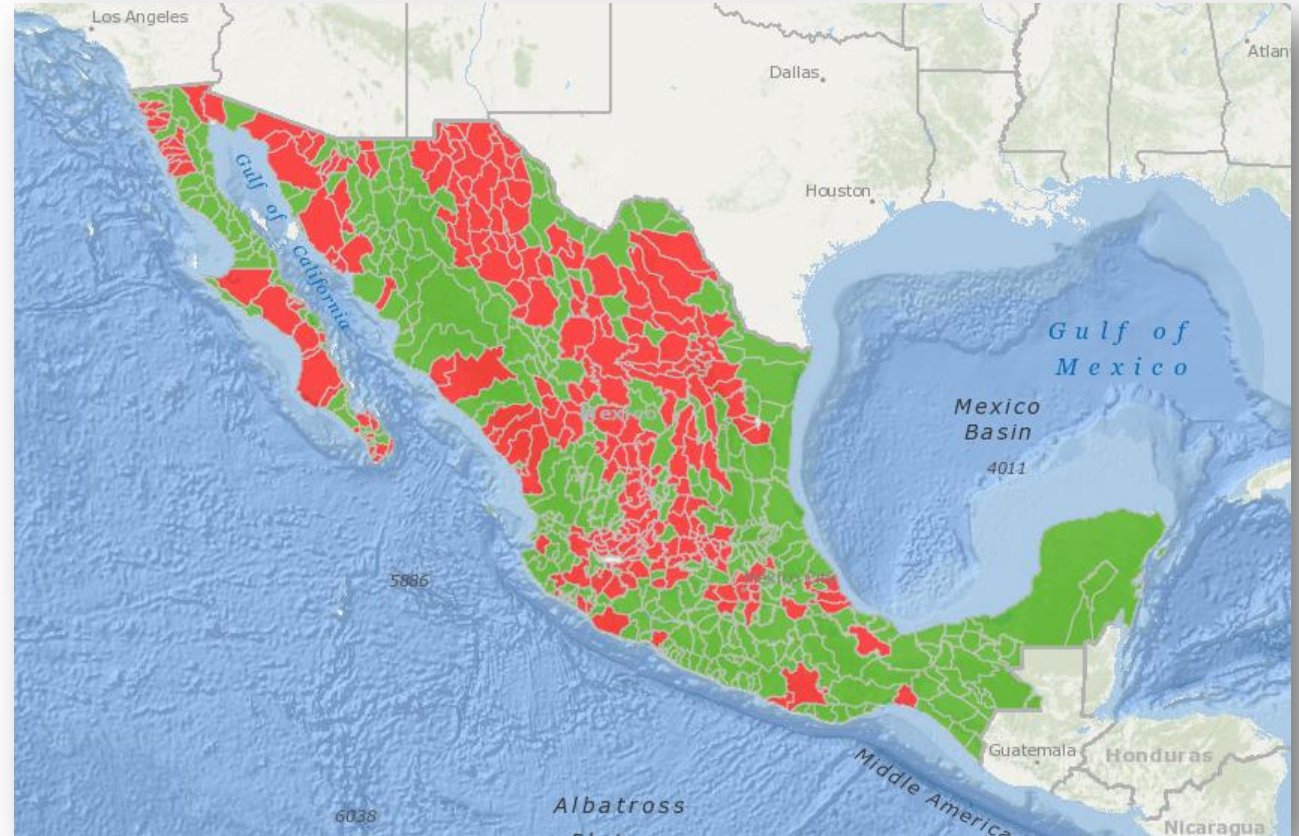 Los Angeles
Atlan
Dallas
Houston
Gulf of
California
Gulf of
Mexico
Mexico
Basin
4011
Mexico
5886
Guatemala
Honduras
Middle America
Albatross
6038
Nicaragua